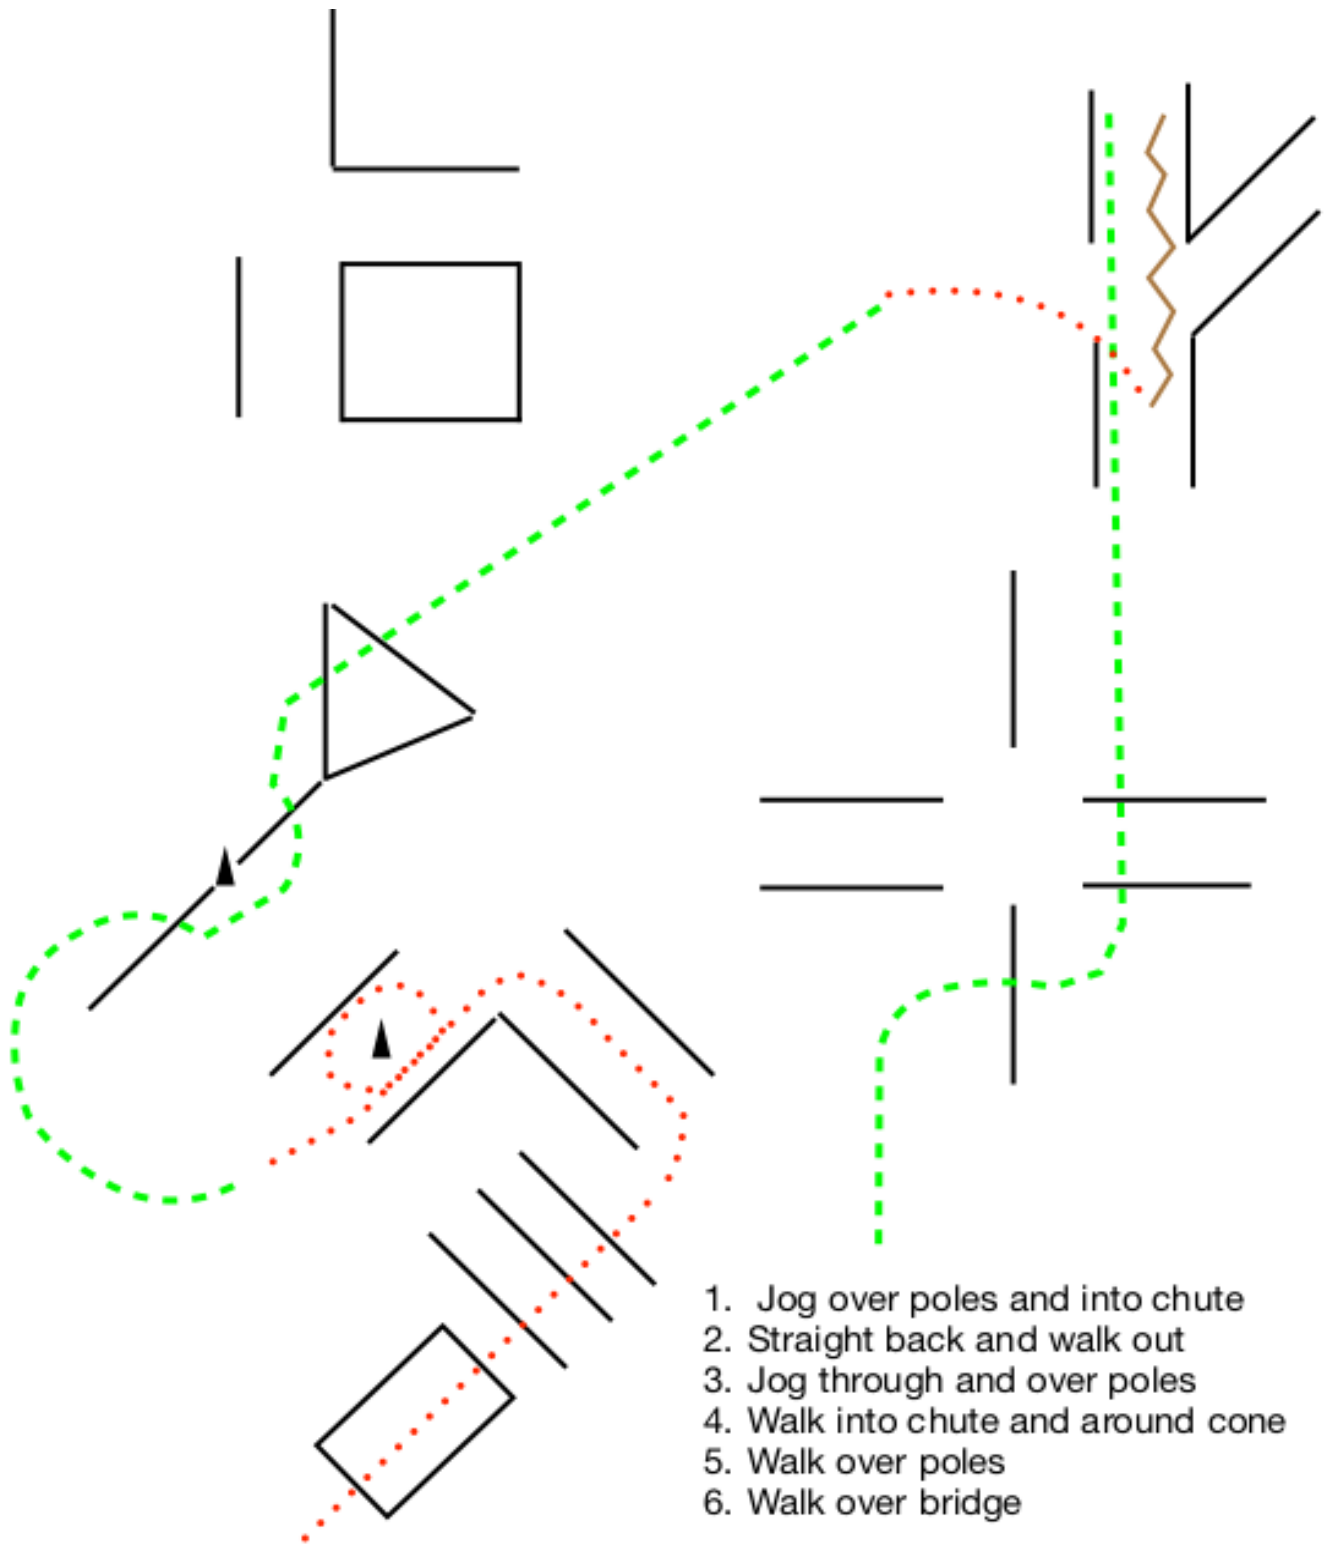 1. Jog over poles and into chute
2. Straight back and walk out
3. Jog through and over poles
4. Walk into chute and around cone
5. Walk over poles
6. Walk over bridge